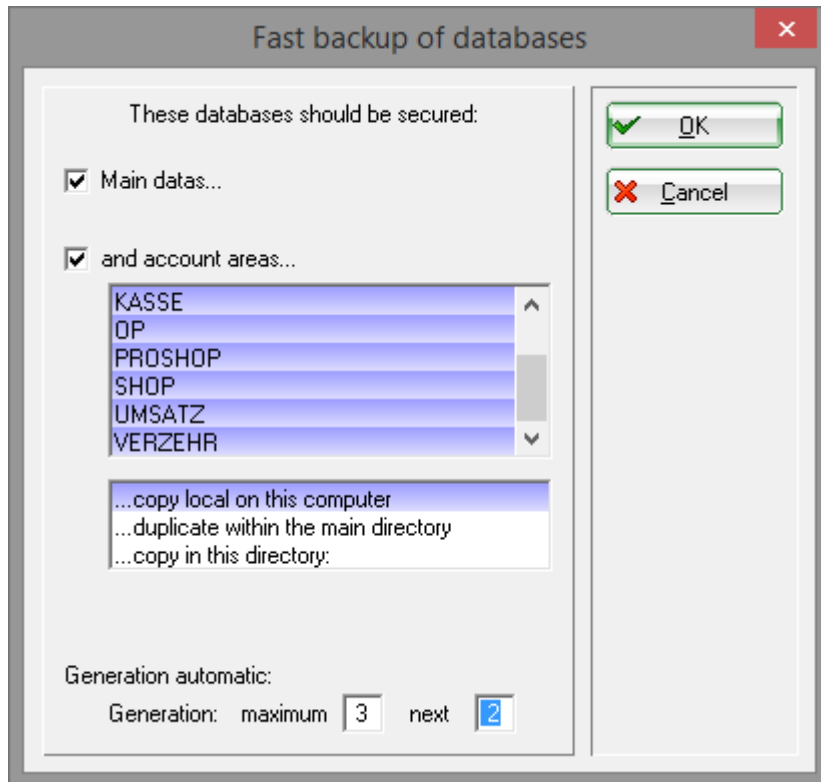 Fast backup of databases
These databases should be secured:
OK
Main datas...
Cancel
and account areas...
KASSE
OP
PROSHOP
SHOP
UMSATZ
VERZEHR
...copy local on this computer
...duplicate within the main directory
...copy in this directory:
Generation automatic:
Generation: maximum 3 next 2